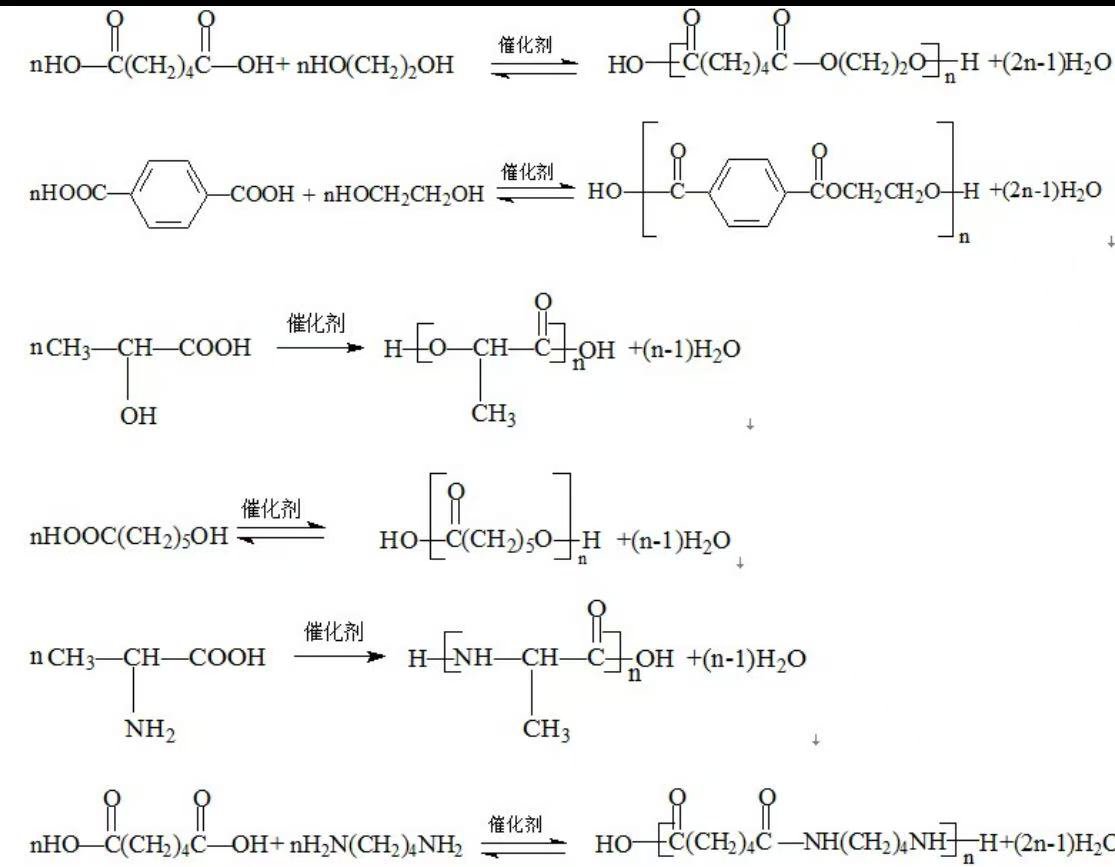 nHO—C(=O)(CH₂)₄C(=O)—OH + nHO(CH₂)₂OH 催化剂 ⇌ HO—[C(=O)(CH₂)₄C(=O)—O(CH₂)₂O]ₙ—H +(2n-1)H₂O
nHOOC—⌬—COOH + nHOCH₂CH₂OH 催化剂 ⇌ HO—[C(=O)—⌬—C(=O)OCH₂CH₂O]ₙ—H +(2n-1)H₂O
nCH₃—CH(OH)—COOH 催化剂 → H—[O—CH(CH₃)—C(=O)]ₙ—OH +(n-1)H₂O
nHOOC(CH₂)₅OH 催化剂 ⇌ HO—[C(=O)(CH₂)₅O]ₙ—H +(n-1)H₂O
nCH₃—CH(NH₂)—COOH 催化剂 → H—[NH—CH(CH₃)—C(=O)]ₙ—OH +(n-1)H₂O
nHO—C(=O)(CH₂)₄C(=O)—OH + nH₂N(CH₂)₄NH₂ 催化剂 ⇌ HO—[C(=O)(CH₂)₄C(=O)—NH(CH₂)₄NH]ₙ—H+(2n-1)H₂O